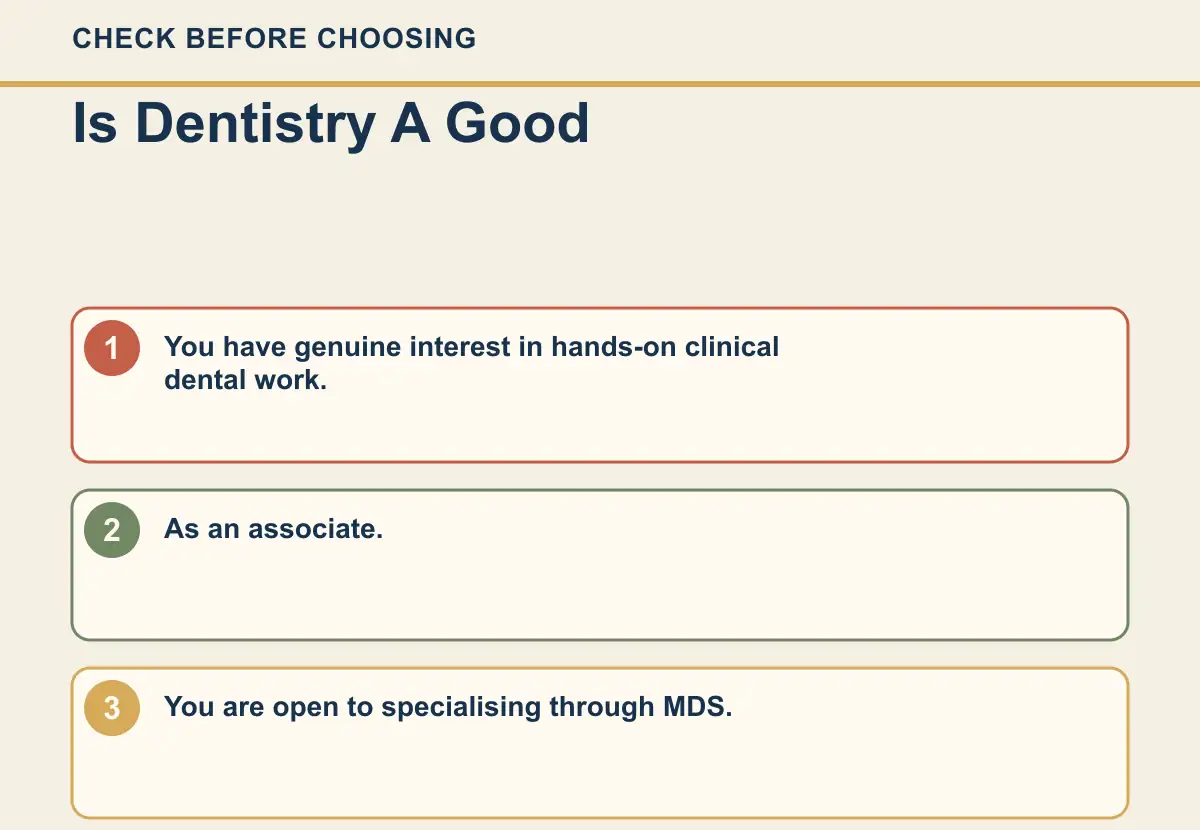 CHECK BEFORE CHOOSING
Is Dentistry A Good
1
You have genuine interest in hands-on clinical
dental work.
2
As an associate.
3
You are open to specialising through MDS.